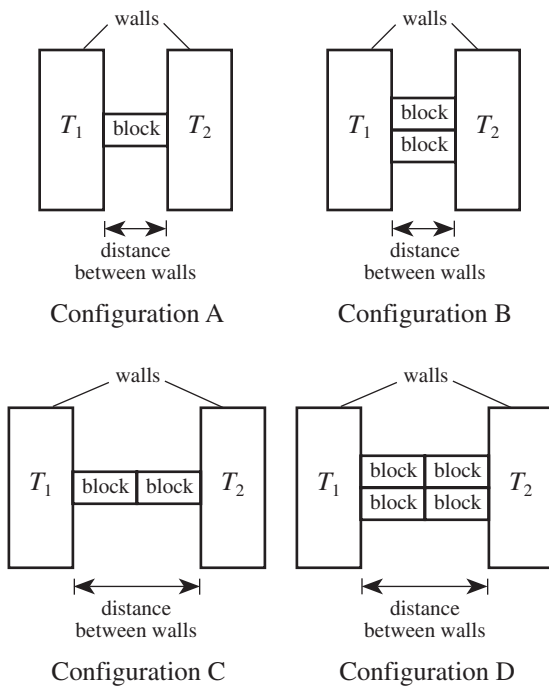 walls
walls
T1
block
T2
T1
block
block
T2
distance
between walls
distance
between walls
Configuration A
Configuration B
walls
walls
T1
block block
T2
T1
block block
block block
T2
distance
between walls
distance
between walls
Configuration C
Configuration D